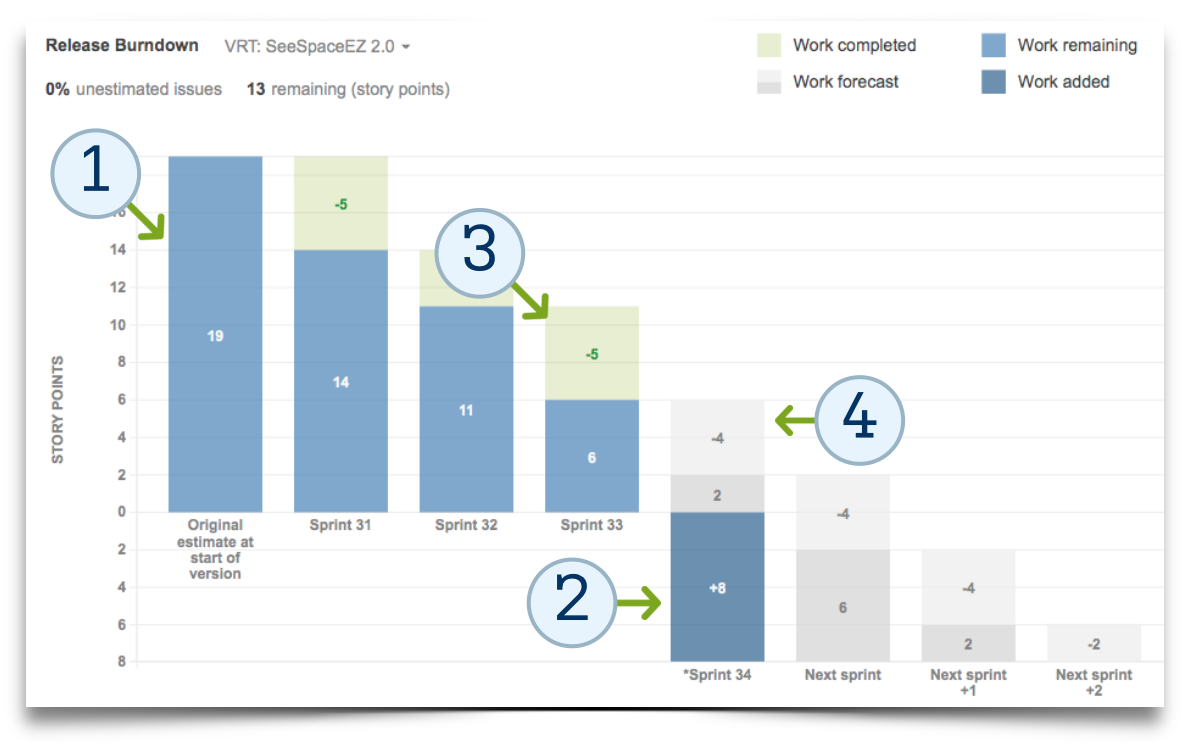 Release Burndown VRT: SeeSpaceEZ 2.0
Work completed
Work remaining
0% unestimated issues 13 remaining (story points)
Work forecast
Work added
1
2
3
4
STORY POINTS
14
12
10
8
6
4
2
0
2
4
6
8
19
-5
14
11
-5
6
-4
2
+8
-4
6
-4
2
-2
Original
estimate at
start of
version
Sprint 31
Sprint 32
Sprint 33
*Sprint 34
Next sprint
Next sprint
+1
Next sprint
+2